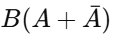 B(A + Ā)